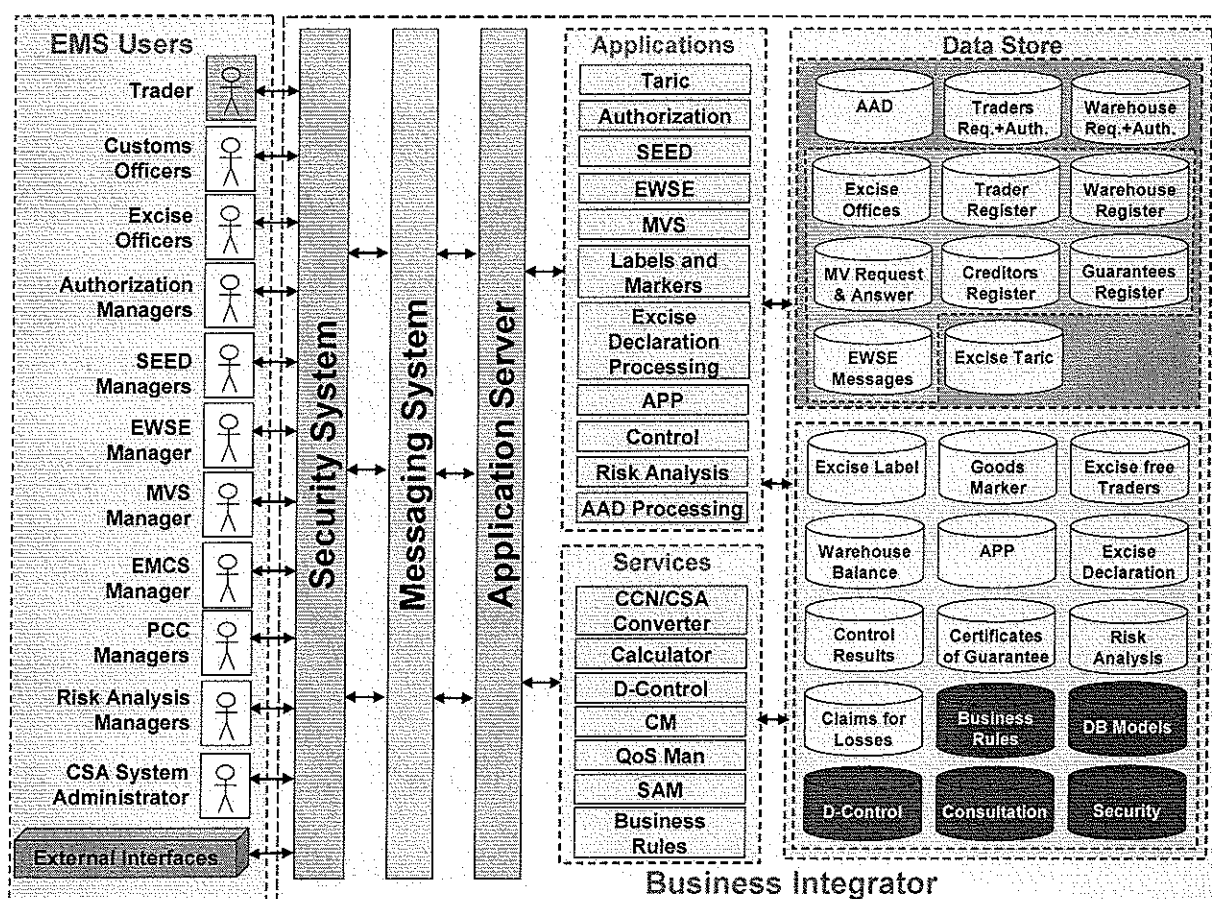 EMS Users
Trader
Customs
Officers
Excise
Officers
Authorization
Managers
SEED
Managers
EWSE
Manager
MVS
Manager
EMCS
Manager
PCC
Managers
Risk Analysis
Managers
CSA System
Administrator
External Interfaces
Security System
Messaging System
Application Server
Applications
Taric
Authorization
SEED
EWSE
MVS
Labels and
Markers
Excise
Declaration
Processing
APP
Control
Risk Analysis
AAD Processing
Services
CCN/CSA
Converter
Calculator
D-Control
CM
QoS Man
SAM
Business
Rules
Data Store
AAD
Traders
Req.+Auth.
Warehouse
Req.+Auth.
Excise
Offices
Trader
Register
Warehouse
Register
MV Request
& Answer
Creditors
Register
Guarantees
Register
EWSE
Messages
Excise Taric
Excise Label
Goods
Marker
Excise free
Traders
Warehouse
Balance
APP
Excise
Declaration
Control
Results
Certificates
of Guarantee
Risk
Analysis
Claims for
Losses
Business
Rules
DB Models
D-Control
Consultation
Security
Business Integrator